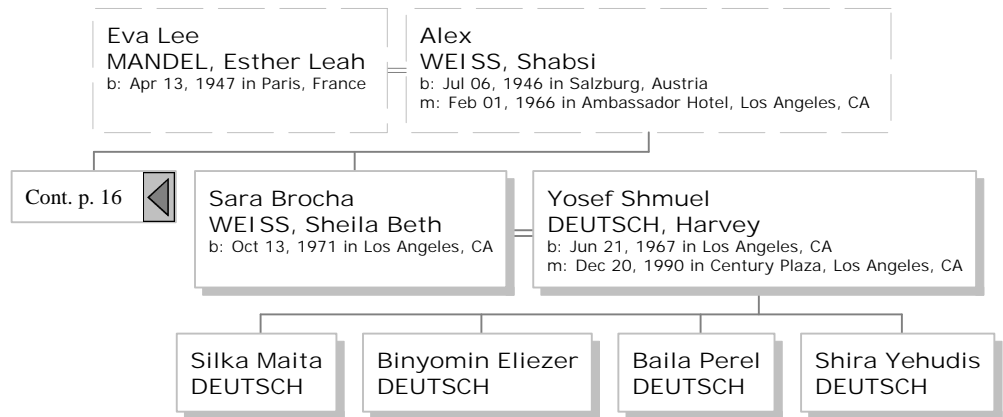 Eva Lee
MANDEL, Esther Leah
b: Apr 13, 1947 in Paris, France
Alex
WEISS, Shabsi
b: Jul 06, 1946 in Salzburg, Austria
m: Feb 01, 1966 in Ambassador Hotel, Los Angeles, CA
Cont. p. 16
Sara Brocha
WEISS, Sheila Beth
b: Oct 13, 1971 in Los Angeles, CA
Yosef Shmuel
DEUTSCH, Harvey
b: Jun 21, 1967 in Los Angeles, CA
m: Dec 20, 1990 in Century Plaza, Los Angeles, CA
Silka Maita
DEUTSCH
Binyomin Eliezer
DEUTSCH
Baila Perel
DEUTSCH
Shira Yehudis
DEUTSCH